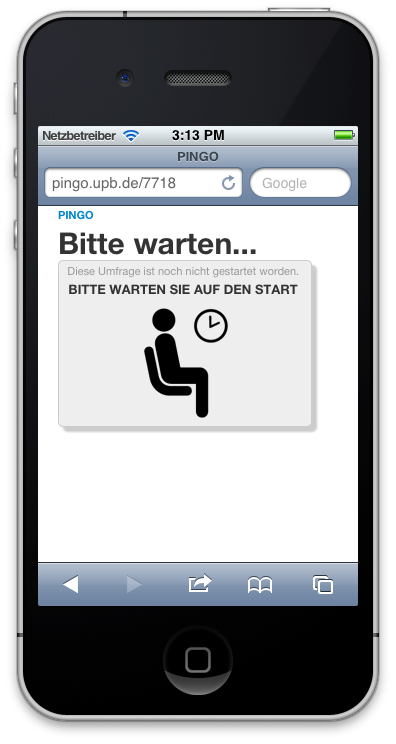 Netzbetreiber 3:13 PM
PINGO
pingo.upb.de/7718 Google
PINGO
Bitte warten...
Diese Umfrage ist noch nicht gestartet worden.
BITTE WARTEN SIE AUF DEN START